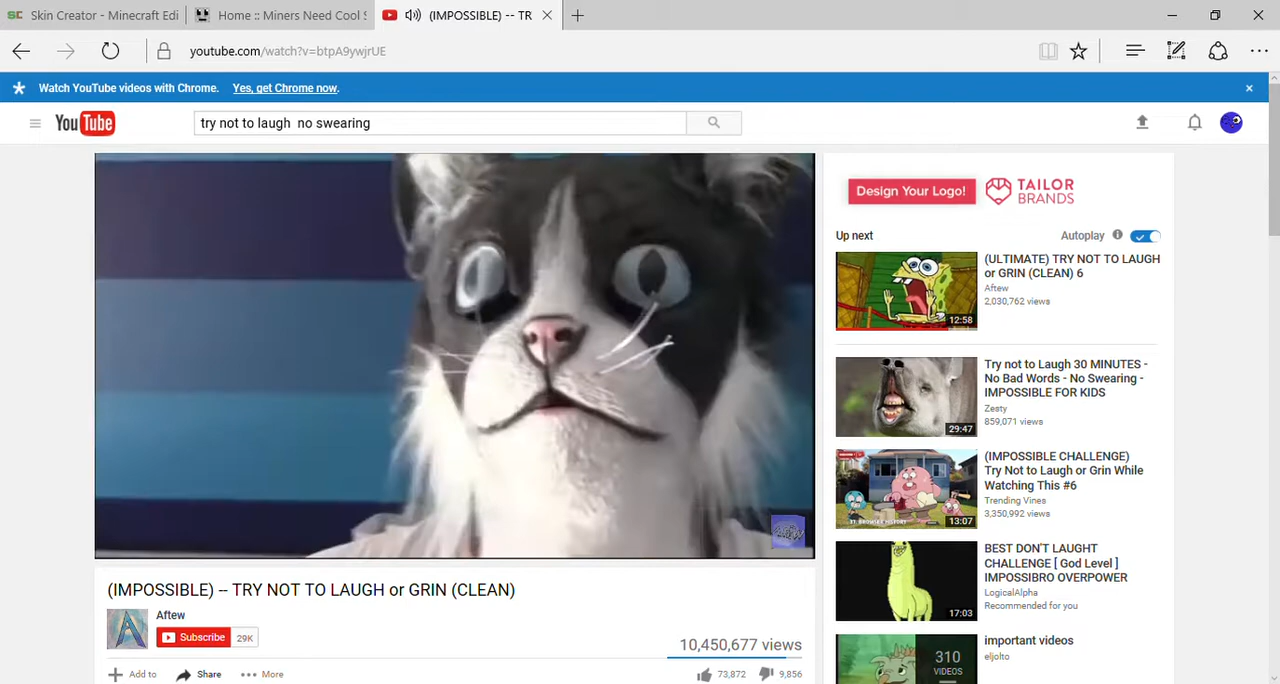 Skin Creator - Minecraft Edi
Home :: Miners Need Cool S
(IMPOSSIBLE) -- TR
youtube.com/watch?v=btpA9ywjrUE
Watch YouTube videos with Chrome. Yes, get Chrome now.
YouTube
try not to laugh  no swearing
Design Your Logo! TAILOR BRANDS
Up next
Autoplay
(ULTIMATE) TRY NOT TO LAUGH
or GRIN (CLEAN) 6
Aftew
2,030,762 views
12:58
Try not to Laugh 30 MINUTES -
No Bad Words - No Swearing -
IMPOSSIBLE FOR KIDS
Zesty
859,071 views
29:47
(IMPOSSIBLE CHALLENGE)
Try Not to Laugh or Grin While
Watching This #6
Trending Vines
3,350,992 views
13:07
BEST DON'T LAUGHT
CHALLENGE [ God Level ]
IMPOSSIBRO OVERPOWER
LogicalAlpha
Recommended for you
17:03
important videos
eljolto
310
VIDEOS
(IMPOSSIBLE) -- TRY NOT TO LAUGH or GRIN (CLEAN)
Aftew
Subscribe 29K
10,450,677 views
Add to Share More
73,872 9,856